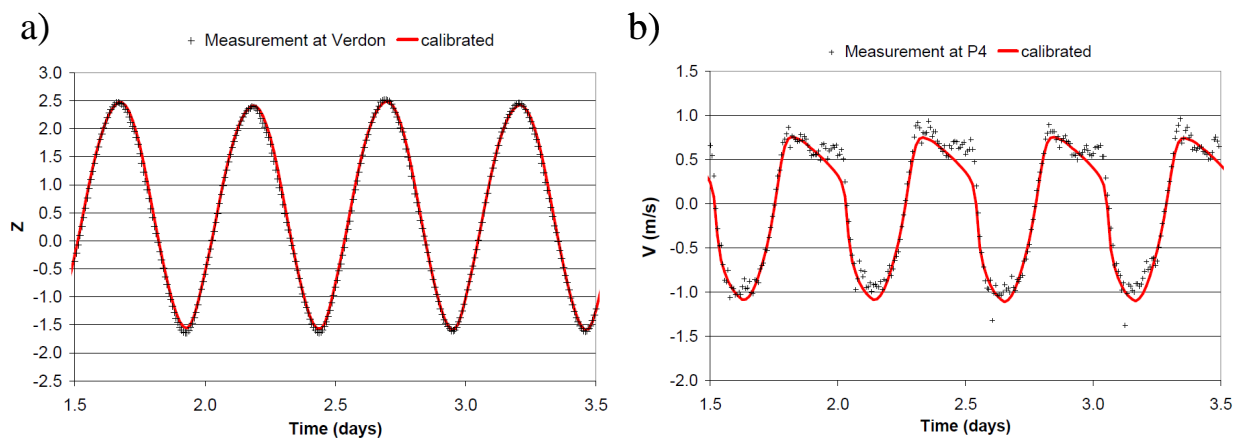 a)
Measurement at Verdon calibrated
3.0
2.5
2.0
1.5
1.0
0.5
0.0
-0.5
-1.0
-1.5
-2.0
-2.5
Z
1.5 2.0 2.5 3.0 3.5
Time (days)
b)
Measurement at P4 calibrated
1.5
1.0
0.5
0.0
-0.5
-1.0
-1.5
-2.0
V (m/s)
1.5 2.0 2.5 3.0 3.5
Time (days)